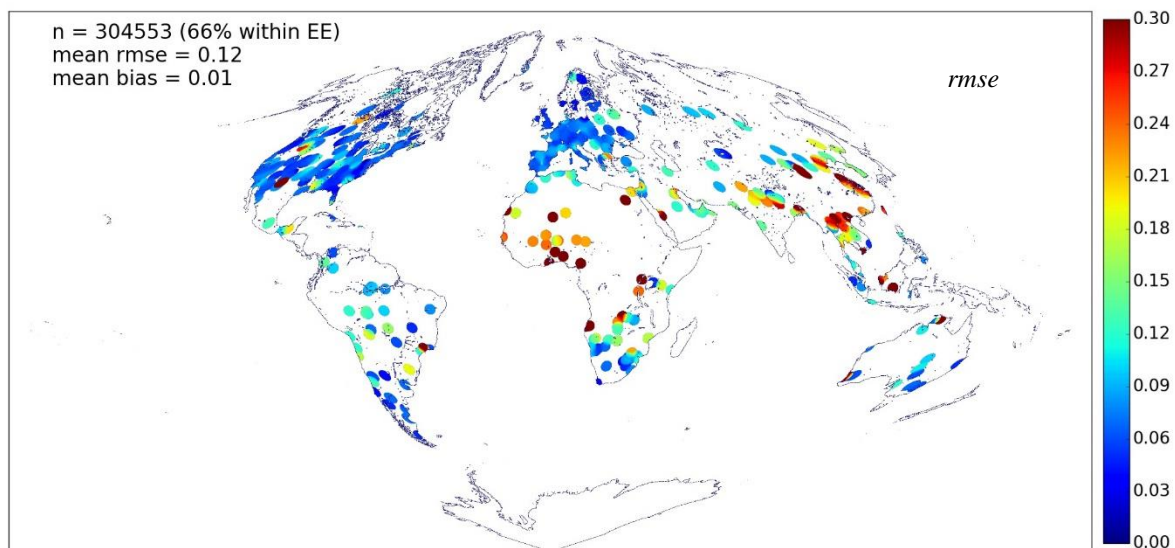 n = 304553 (66% within EE)
mean rmse = 0.12
mean bias = 0.01
rmse
0.30
0.27
0.24
0.21
0.18
0.15
0.12
0.09
0.06
0.03
0.00